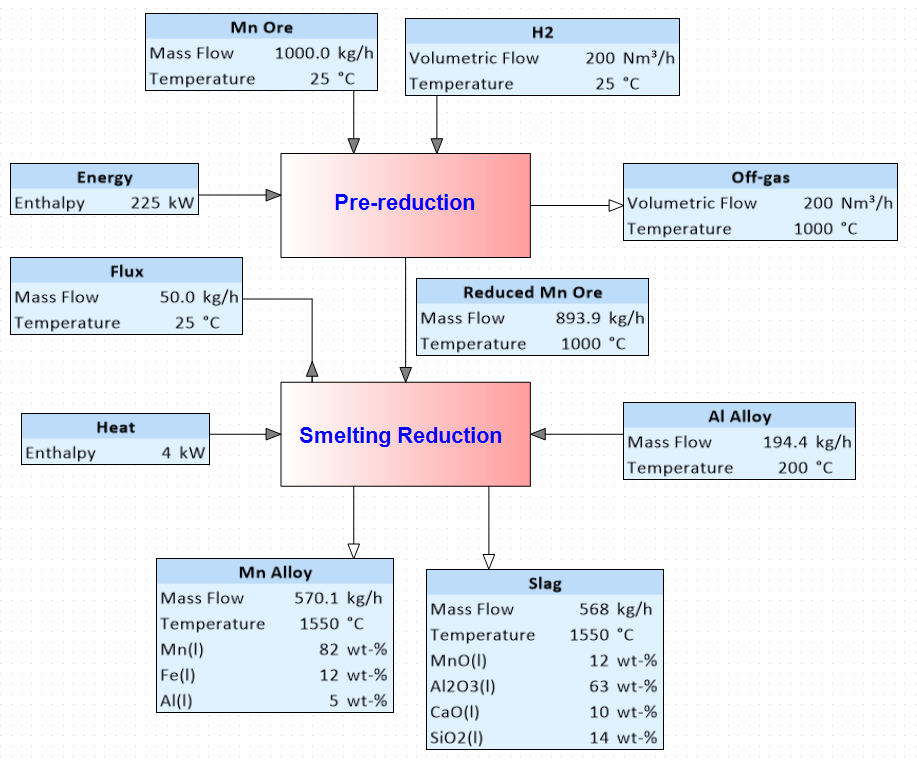 Mn Ore
Mass Flow 1000.0 kg/h
Temperature 25 °C
H2
Volumetric Flow 200 Nm³/h
Temperature 25 °C
Energy
Enthalpy 225 kW
Pre-reduction
Off-gas
Volumetric Flow 200 Nm³/h
Temperature 1000 °C
Flux
Mass Flow 50.0 kg/h
Temperature 25 °C
Reduced Mn Ore
Mass Flow 893.9 kg/h
Temperature 1000 °C
Heat
Enthalpy 4 kW
Smelting Reduction
Al Alloy
Mass Flow 194.4 kg/h
Temperature 200 °C
Mn Alloy
Mass Flow 570.1 kg/h
Temperature 1550 °C
Mn(l) 82 wt-%
Fe(l) 12 wt-%
Al(l) 5 wt-%
Slag
Mass Flow 568 kg/h
Temperature 1550 °C
MnO(l) 12 wt-%
Al2O3(l) 63 wt-%
CaO(l) 10 wt-%
SiO2(l) 14 wt-%